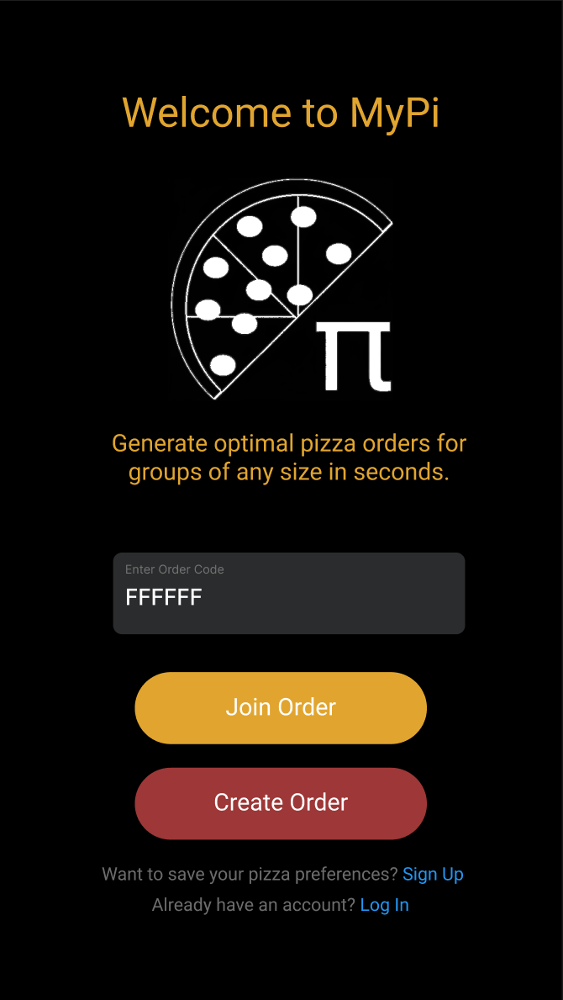 Welcome to MyPi
π
Generate optimal pizza orders for
groups of any size in seconds.
Enter Order Code
FFFFFF
Join Order
Create Order
Want to save your pizza preferences? Sign Up
Already have an account? Log In